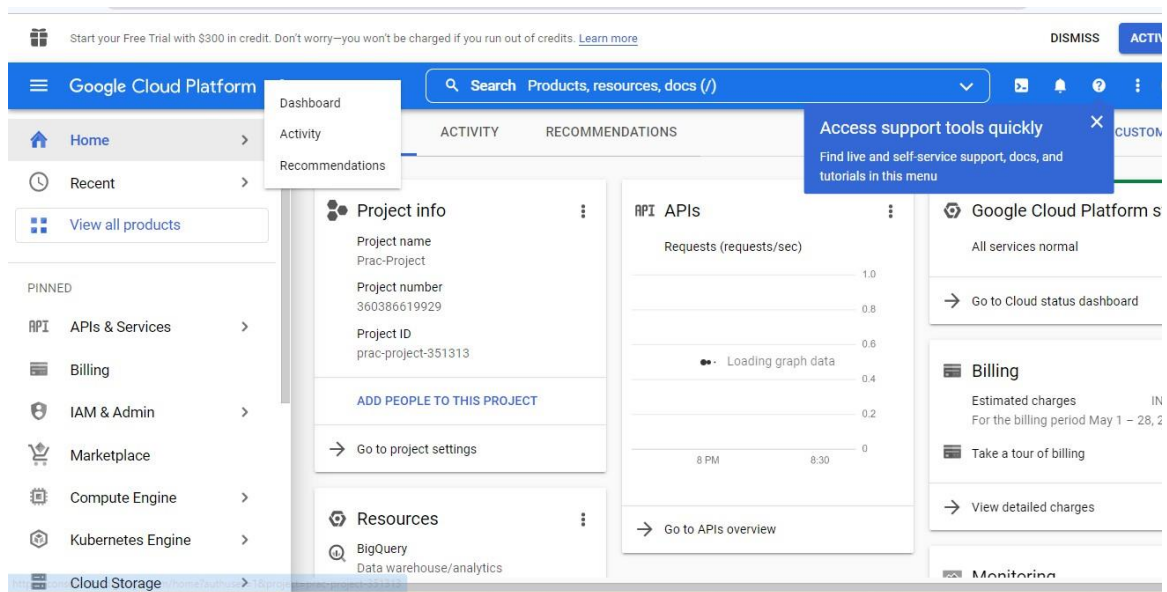 Start your Free Trial with $300 in credit. Don't worry—you won't be charged if you run out of credits. Learn more
DISMISS
Google Cloud Platform
Search Products, resources, docs (/)
Dashboard
Activity
Recommendations
Home
Recent
View all products
PINNED
API APIs & Services
Billing
IAM & Admin
Marketplace
Compute Engine
Kubernetes Engine
Cloud Storage
ACTIVITY
RECOMMENDATIONS
Access support tools quickly
Find live and self-service support, docs, and
tutorials in this menu
Project info
Project name
Prac-Project
Project number
360386619929
Project ID
prac-project-351313
ADD PEOPLE TO THIS PROJECT
Go to project settings
Resources
BigQuery
Data warehouse/analytics
API APIs
Requests (requests/sec)
1.0
0.8
0.6
Loading graph data
0.4
0.2
0
8 PM
8:30
Go to APIs overview
Google Cloud Platform
All services normal
Go to Cloud status dashboard
Billing
Estimated charges
For the billing period May 1 – 28,
Take a tour of billing
View detailed charges
Monitoring